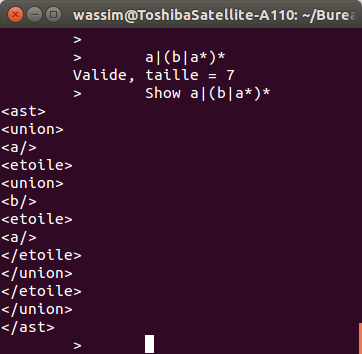 wassim@ToshibaSatellite-A110: ~/Burea
>
> a|(b|a*)*
Valide, taille = 7
> Show a|(b|a*)*
<ast>
<union>
<a/>
<etoile>
<union>
<b/>
<etoile>
<a/>
</etoile>
</union>
</etoile>
</union>
</ast>
>